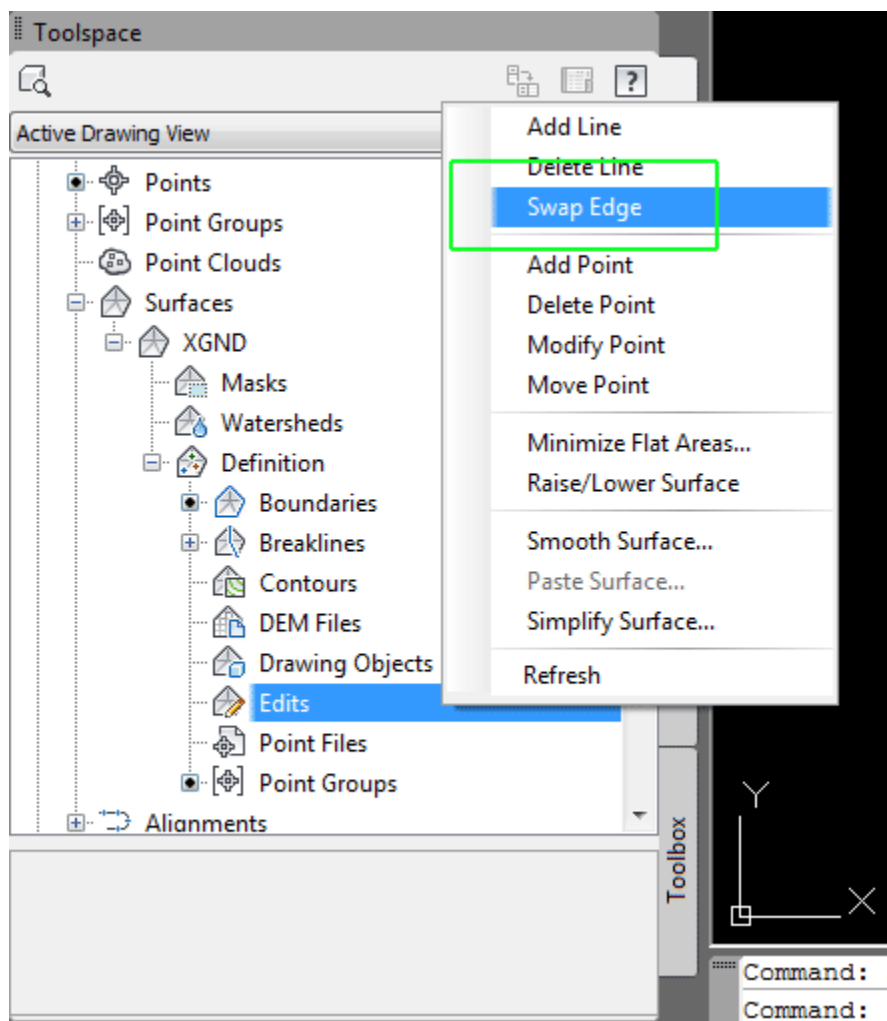 Toolspace
?
Active Drawing View
Points
Point Groups
Point Clouds
Surfaces
XGND
Masks
Watersheds
Definition
Boundaries
Breaklines
Contours
DEM Files
Drawing Objects
Edits
Point Files
Point Groups
Alignments
Add Line
Delete Line
Swap Edge
Add Point
Delete Point
Modify Point
Move Point
Minimize Flat Areas...
Raise/Lower Surface
Smooth Surface...
Paste Surface...
Simplify Surface...
Refresh
Toolbox
Y
X
Command:
Command: